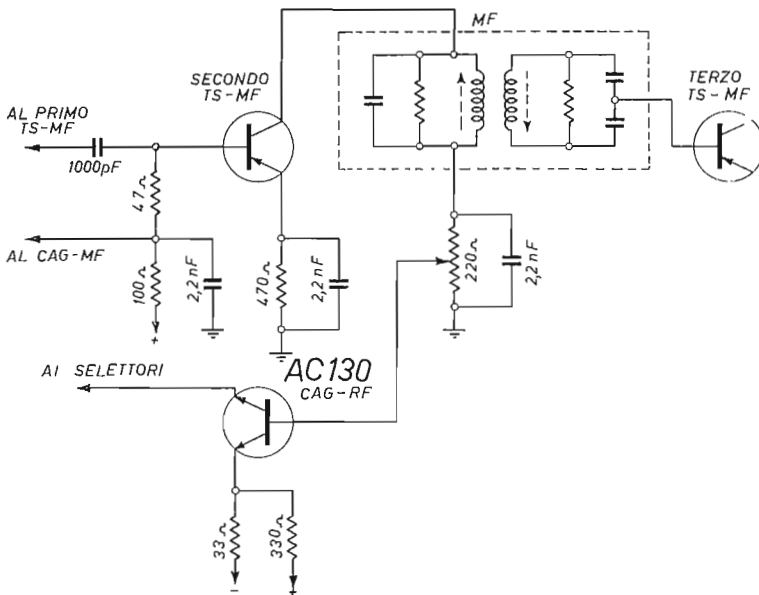 MF
SECONDO
TS-MF
TERZO
TS-MF
AL PRIMO
TS-MF
1000pF
47Ω
AL CAG-MF
100Ω
2,2nF
+
470Ω
2,2nF
220Ω
2,2nF
AI SELETTORI
AC130
CAG-RF
33Ω
330Ω
-
+